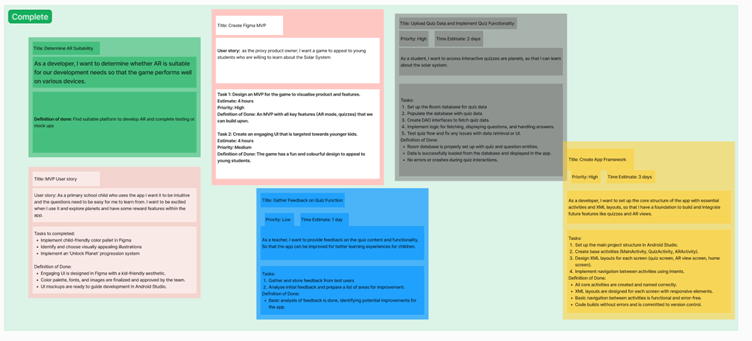 Complete
Title: Determine AR Suitability
As a developer, I want to determine whether AR is suitable
for our development needs so that the game performs well
on various devices.
Definition of done: Find suitable platform to develop AR and complete testing or
mock ups
Title: MVP User story
User story: As a primary school child who uses the app I want it to be intuitive
and the questions need to be easy for me to learn from. I want to be excited
when I use it and explore planets and have some reward features within the
app.
Tasks to completed:
• Implement child-friendly color pallet in Figma
• Identify and choose visually appealing illustrations
• Implement an 'Unlock Planet' progression system
Definition of Done:
• Engaging UI is designed in Figma with a kid-friendly aesthetic.
• Color palette, fonts, and images are finalized and approved by the team.
• UI mockups are ready to guide development in Android Studio.
Title: Create Figma MVP
User story: as the proxy product owner, I want a game to appeal to young
students who are willing to learn about the Solar System
Task 1: Design an MVP for the game to visualise product and features.
Estimate: 4 hours
Priority: High
Definition of Done: An MVP with all key features (AR mode, quizzes) that we
can build upon.
Task 2: Create an engaging UI that is targeted towards younger kids.
Estimate: 4 hours
Priority: Medium
Definition of Done: The game has a fun and colourful design to appeal to
young students.
Title: Gather Feedback on Quiz Function
Priority: Low
Time Estimate: 1 day
As a teacher, I want to provide feedback on the quiz content and functionality,
So that the app can be improved for better learning experiences for children.
Tasks:
1. Gather and store feedback from test users
2. Analyse initial feedback and prepare a list of areas for improvement.
Definition of Done:
• Basic analysis of feedback is done, identifying potential improvements for
the app.
Title: Upload Quiz Data and Implement Quiz Functionality
Priority: High
Time Estimate: 2 days
As a student, I want to access interactive quizzes are planets, so that I can learn
about the solar system.
Tasks:
1. Set up the Room database for quiz data
2. Populate the database with quiz data
3. Create DAO interfaces to fetch quiz data.
4. Implement logic for fetching, displaying questions, and handling answers.
5. Test quiz flow and fix any issues with data retrieval or UI.
Definition of Done:
• Room database is properly set up with quiz and question entities.
• Data is successfully loaded from the database and displayed in the app.
• No errors or crashes during quiz interactions.
Title: Create App Framework
Priority: High
Time Estimate: 3 days
As a developer, I want to set up the core structure of the app with essential
activities and XML layouts, so that I have a foundation to build and integrate
future features like quizzes and AR views.
Tasks:
1. Set up the main project structure in Android Studio.
2. Create base activities (MainActivity, QuizActivity, ARActivity).
3. Design XML layouts for each screen (quiz screen, AR view screen, home
screen).
4. Implement navigation between activities using Intents.
Definition of Done:
• All core activities are created and named correctly.
• XML layouts are designed for each screen with responsive elements.
• Basic navigation between activities is functional and error-free.
• Code builds without errors and is committed to version control.